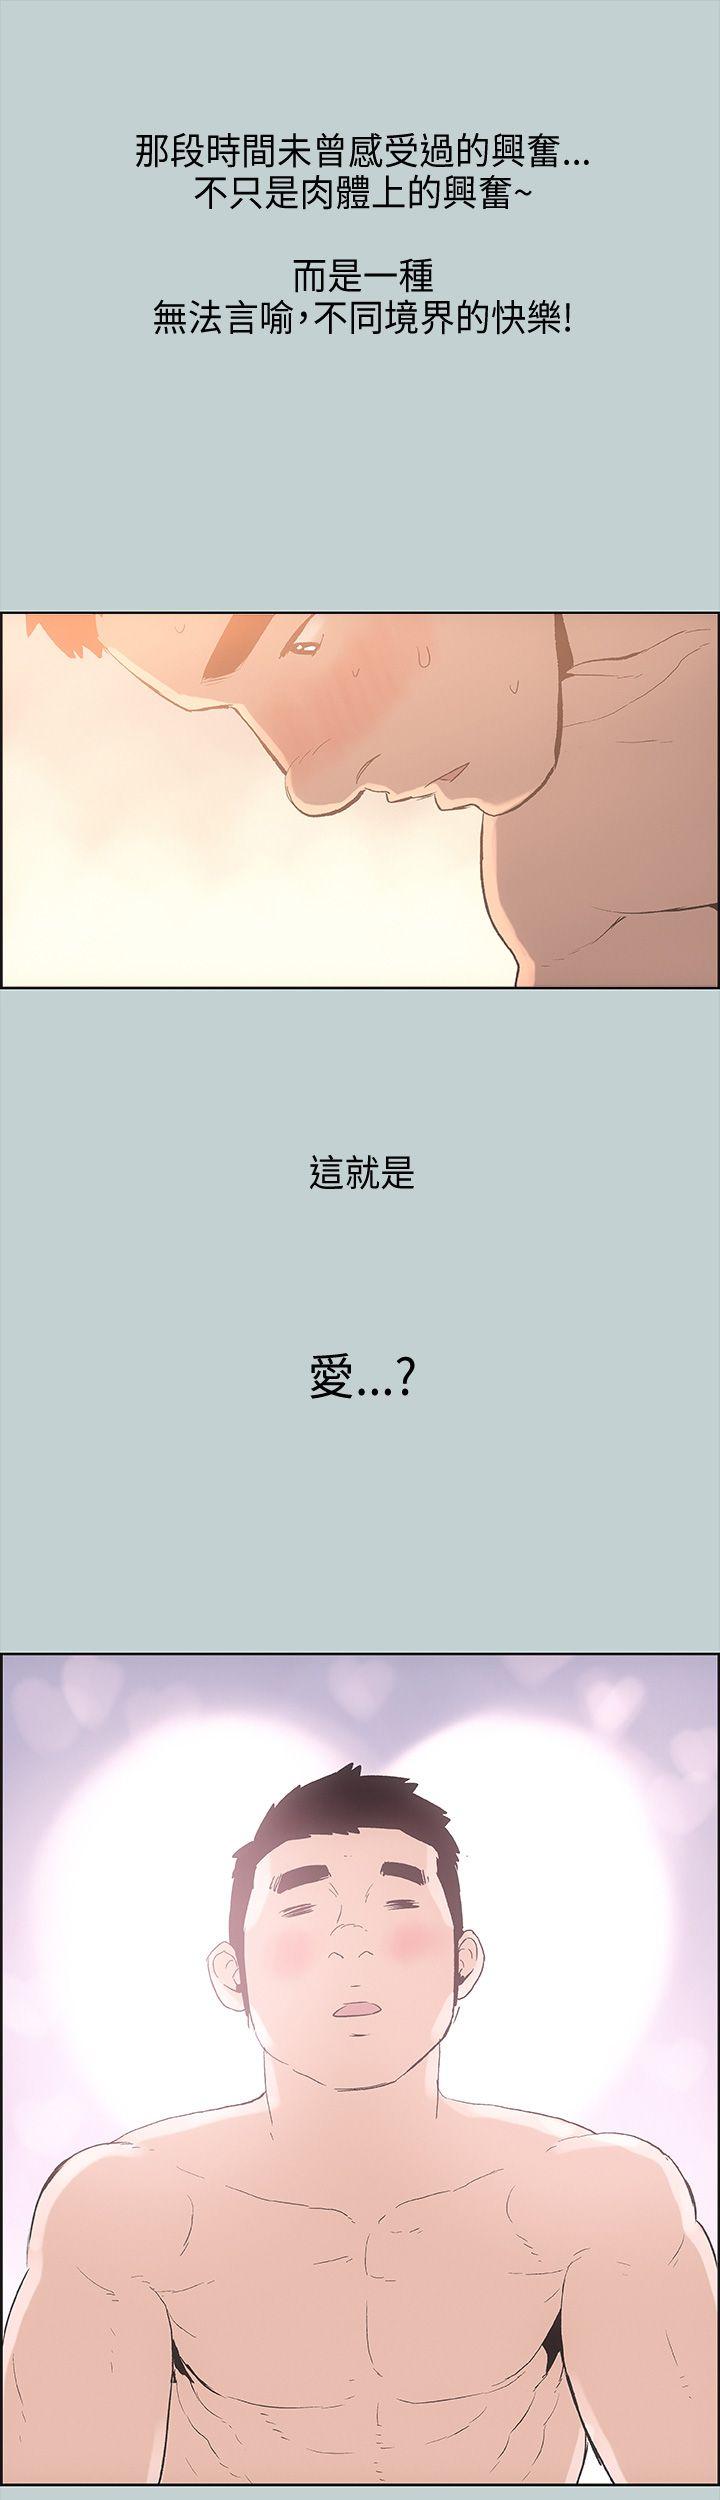 那段時間未曾感受過的興奮...
不只是肉體上的興奮~
而是一種
無法言喻，不同境界的快樂!
這就是
愛...?